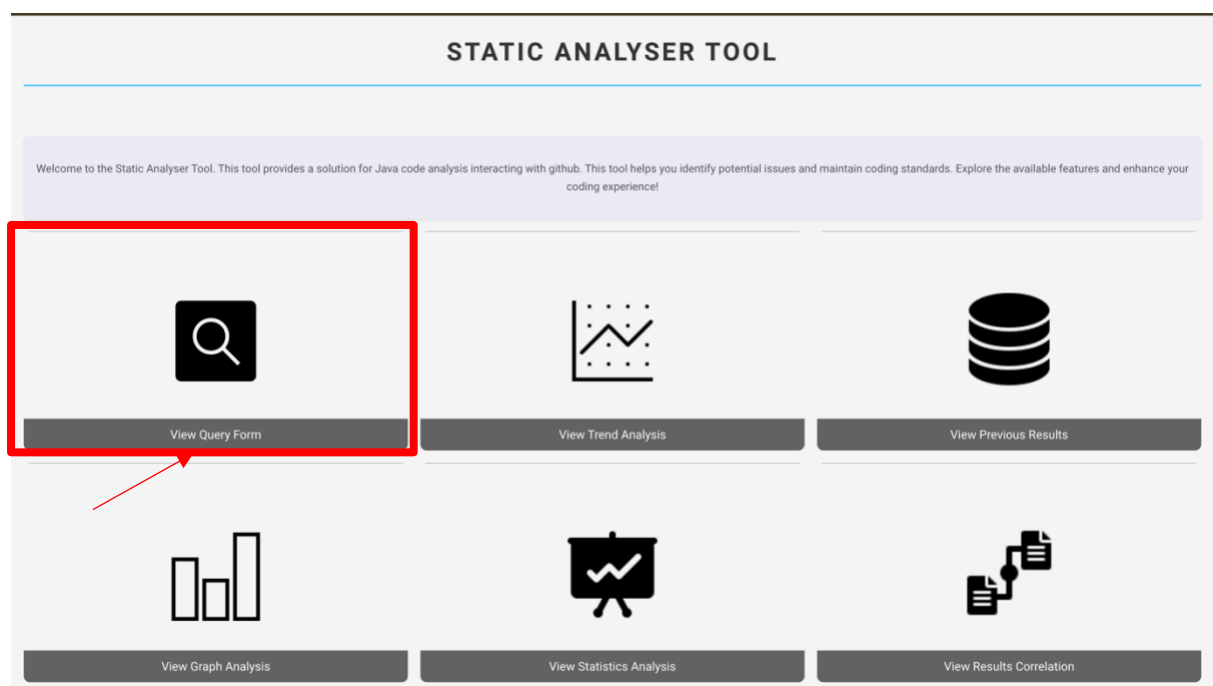 STATIC ANALYSER TOOL
Welcome to the Static Analyser Tool. This tool provides a solution for Java code analysis interacting with github. This tool helps you identify potential issues and maintain coding standards. Explore the available features and enhance your
coding experience!
View Query Form
View Trend Analysis
View Previous Results
View Graph Analysis
View Statistics Analysis
View Results Correlation